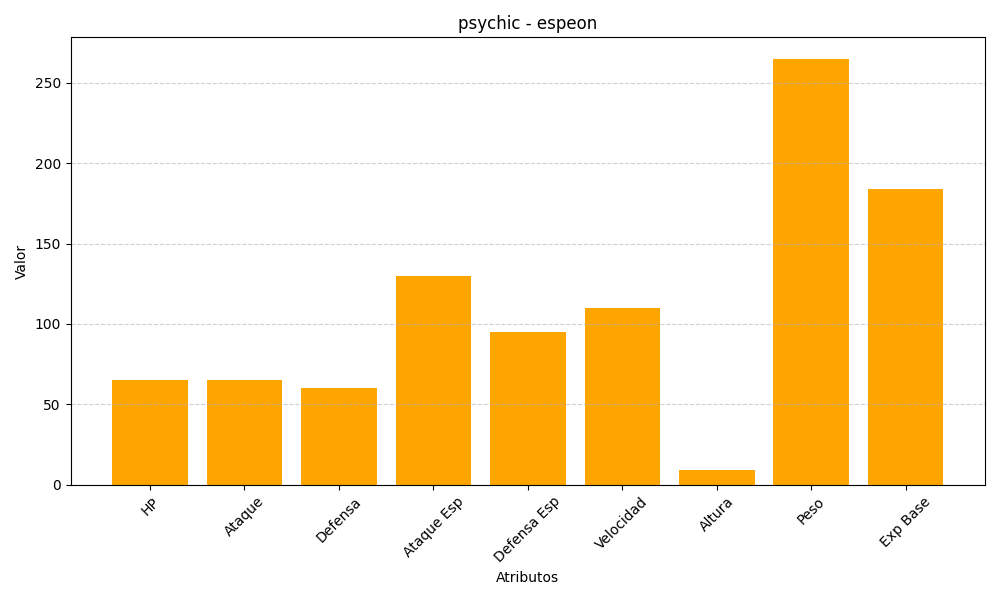 psychic - espeon
Valor
250
200
150
100
50
0
HP
Ataque
Defensa
Ataque Esp
Defensa Esp
Velocidad
Altura
Peso
Exp Base
Atributos